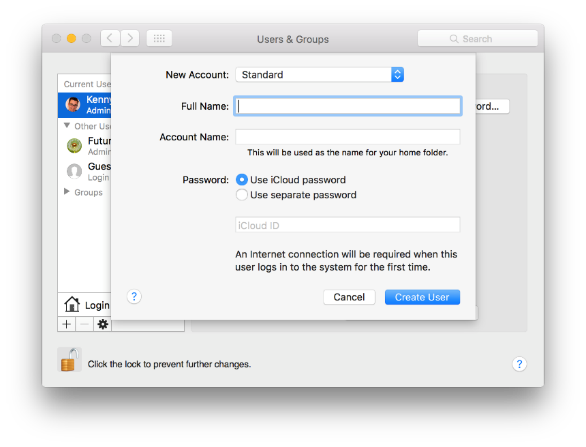 Users & Groups
Search
New Account: Standard
Current Use
Kenny
Admin
Full Name:
ord...
Other Us
Account Name:
Futur
Admin
This will be used as the name for your home folder.
Gues
Login
Password: Use iCloud password
Groups
Use separate password
iCloud ID
An Internet connection will be required when this
user logs in to the system for the first time.
? Cancel Create User
Login
Click the lock to prevent further changes.
?